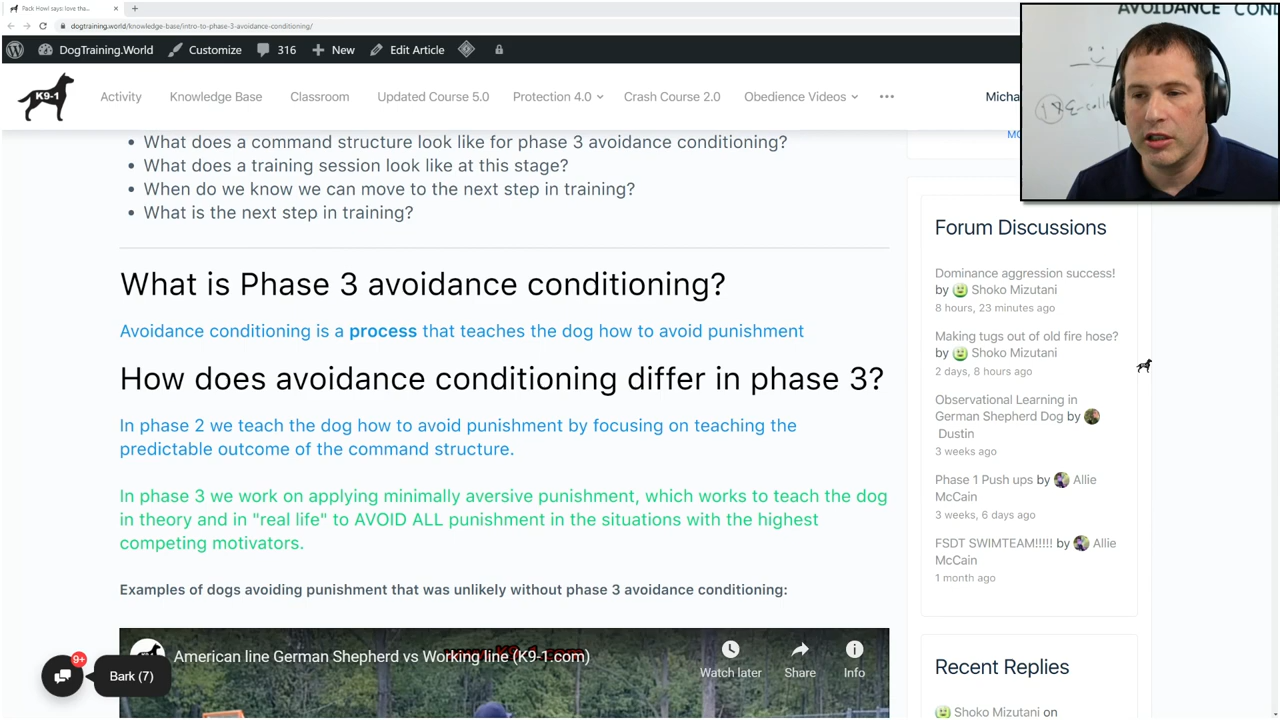 Pack Howl says love tha...
dogtraining.world/knowledge-base/intro-to-phase-3-avoidance-conditioning/
DogTraining.World Customize 316 New Edit Article
K9-1 Activity Knowledge Base Classroom Updated Course 5.0 Protection 4.0 Crash Course 2.0 Obedience Videos Micha
AVOIDANCE CON
What does a command structure look like for phase 3 avoidance conditioning?
What does a training session look like at this stage?
When do we know we can move to the next step in training?
What is the next step in training?
What is Phase 3 avoidance conditioning?
Avoidance conditioning is a process that teaches the dog how to avoid punishment
How does avoidance conditioning differ in phase 3?
In phase 2 we teach the dog how to avoid punishment by focusing on teaching the
predictable outcome of the command structure.
In phase 3 we work on applying minimally aversive punishment, which works to teach the dog
in theory and in "real life" to AVOID ALL punishment in the situations with the highest
competing motivators.
Examples of dogs avoiding punishment that was unlikely without phase 3 avoidance conditioning:
American line German Shepherd vs Working line (K9-1.com)
Watch later Share Info
9+
Bark (7)
MO
Forum Discussions
Dominance aggression success!
by Shoko Mizutani
8 hours, 23 minutes ago
Making tugs out of old fire hose?
by Shoko Mizutani
2 days, 8 hours ago
Observational Learning in
German Shepherd Dog by
Dustin
3 weeks ago
Phase 1 Push ups by Allie
McCain
3 weeks, 6 days ago
FSDT SWIMTEAM!!!!! by Allie
McCain
1 month ago
Recent Replies
Shoko Mizutani on